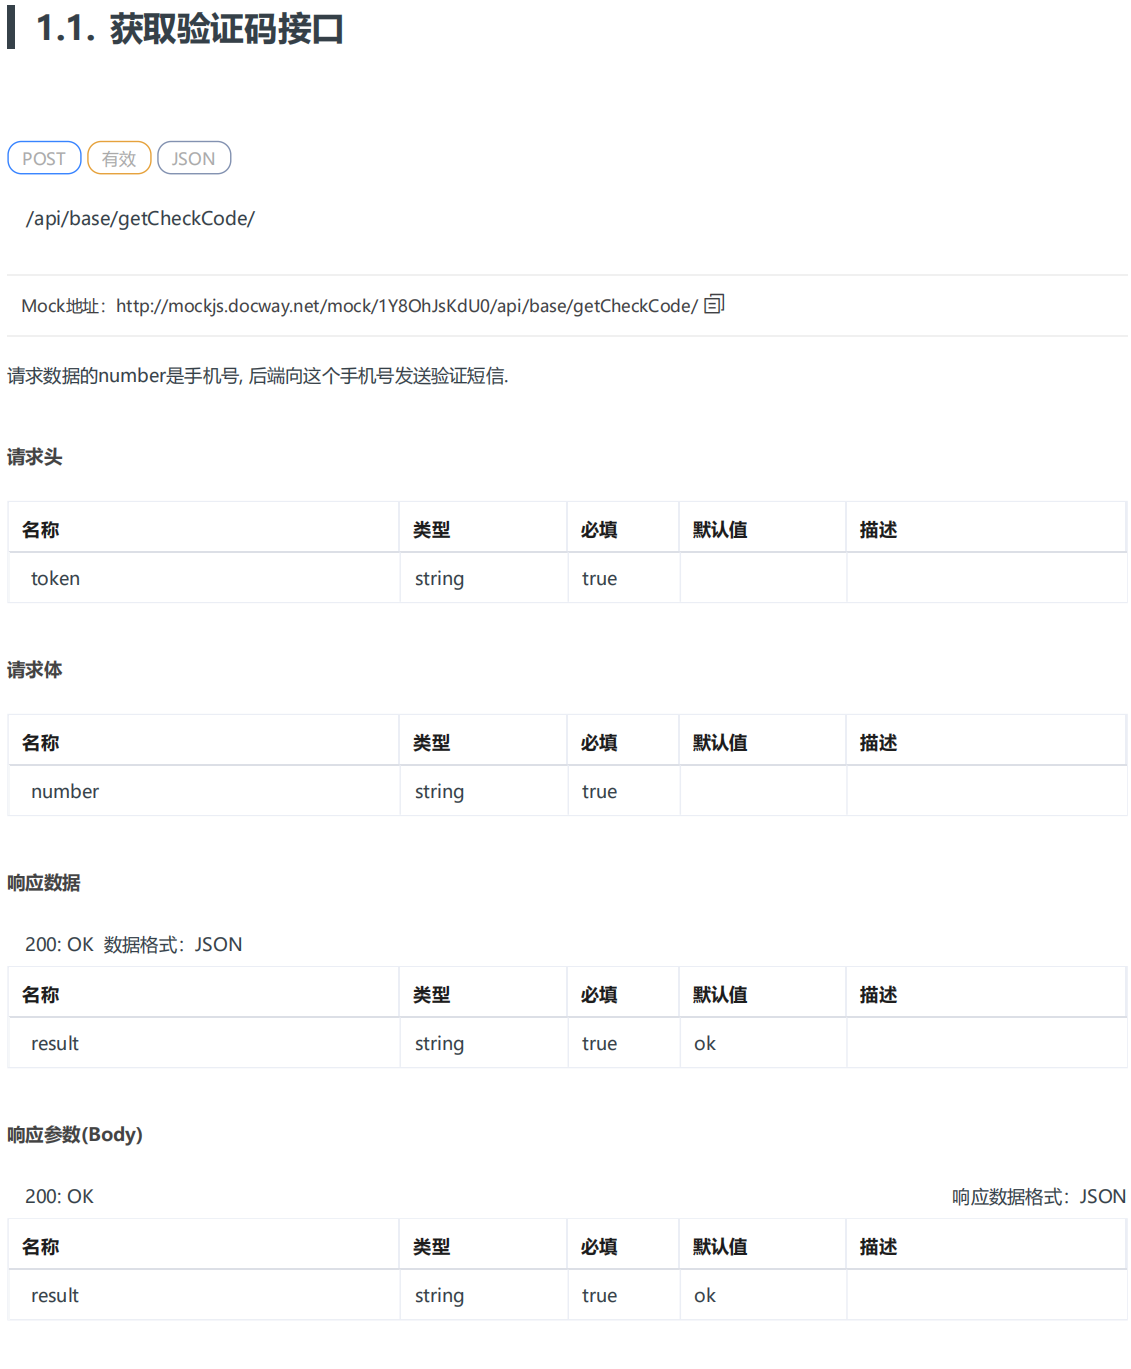 1.1. 获取验证码接口
POST 有效 JSON
/api/base/getCheckCode/
Mock地址：http://mockjs.docway.net/mock/1Y8OhJsKdU0/api/base/getCheckCode/
请求数据的number是手机号, 后端向这个手机号发送验证短信.
请求头
名称 类型 必填 默认值 描述
token string true
请求体
名称 类型 必填 默认值 描述
number string true
响应数据
200: OK 数据格式：JSON
名称 类型 必填 默认值 描述
result string true ok
响应参数(Body)
200: OK 响应数据格式：JSON
名称 类型 必填 默认值 描述
result string true ok